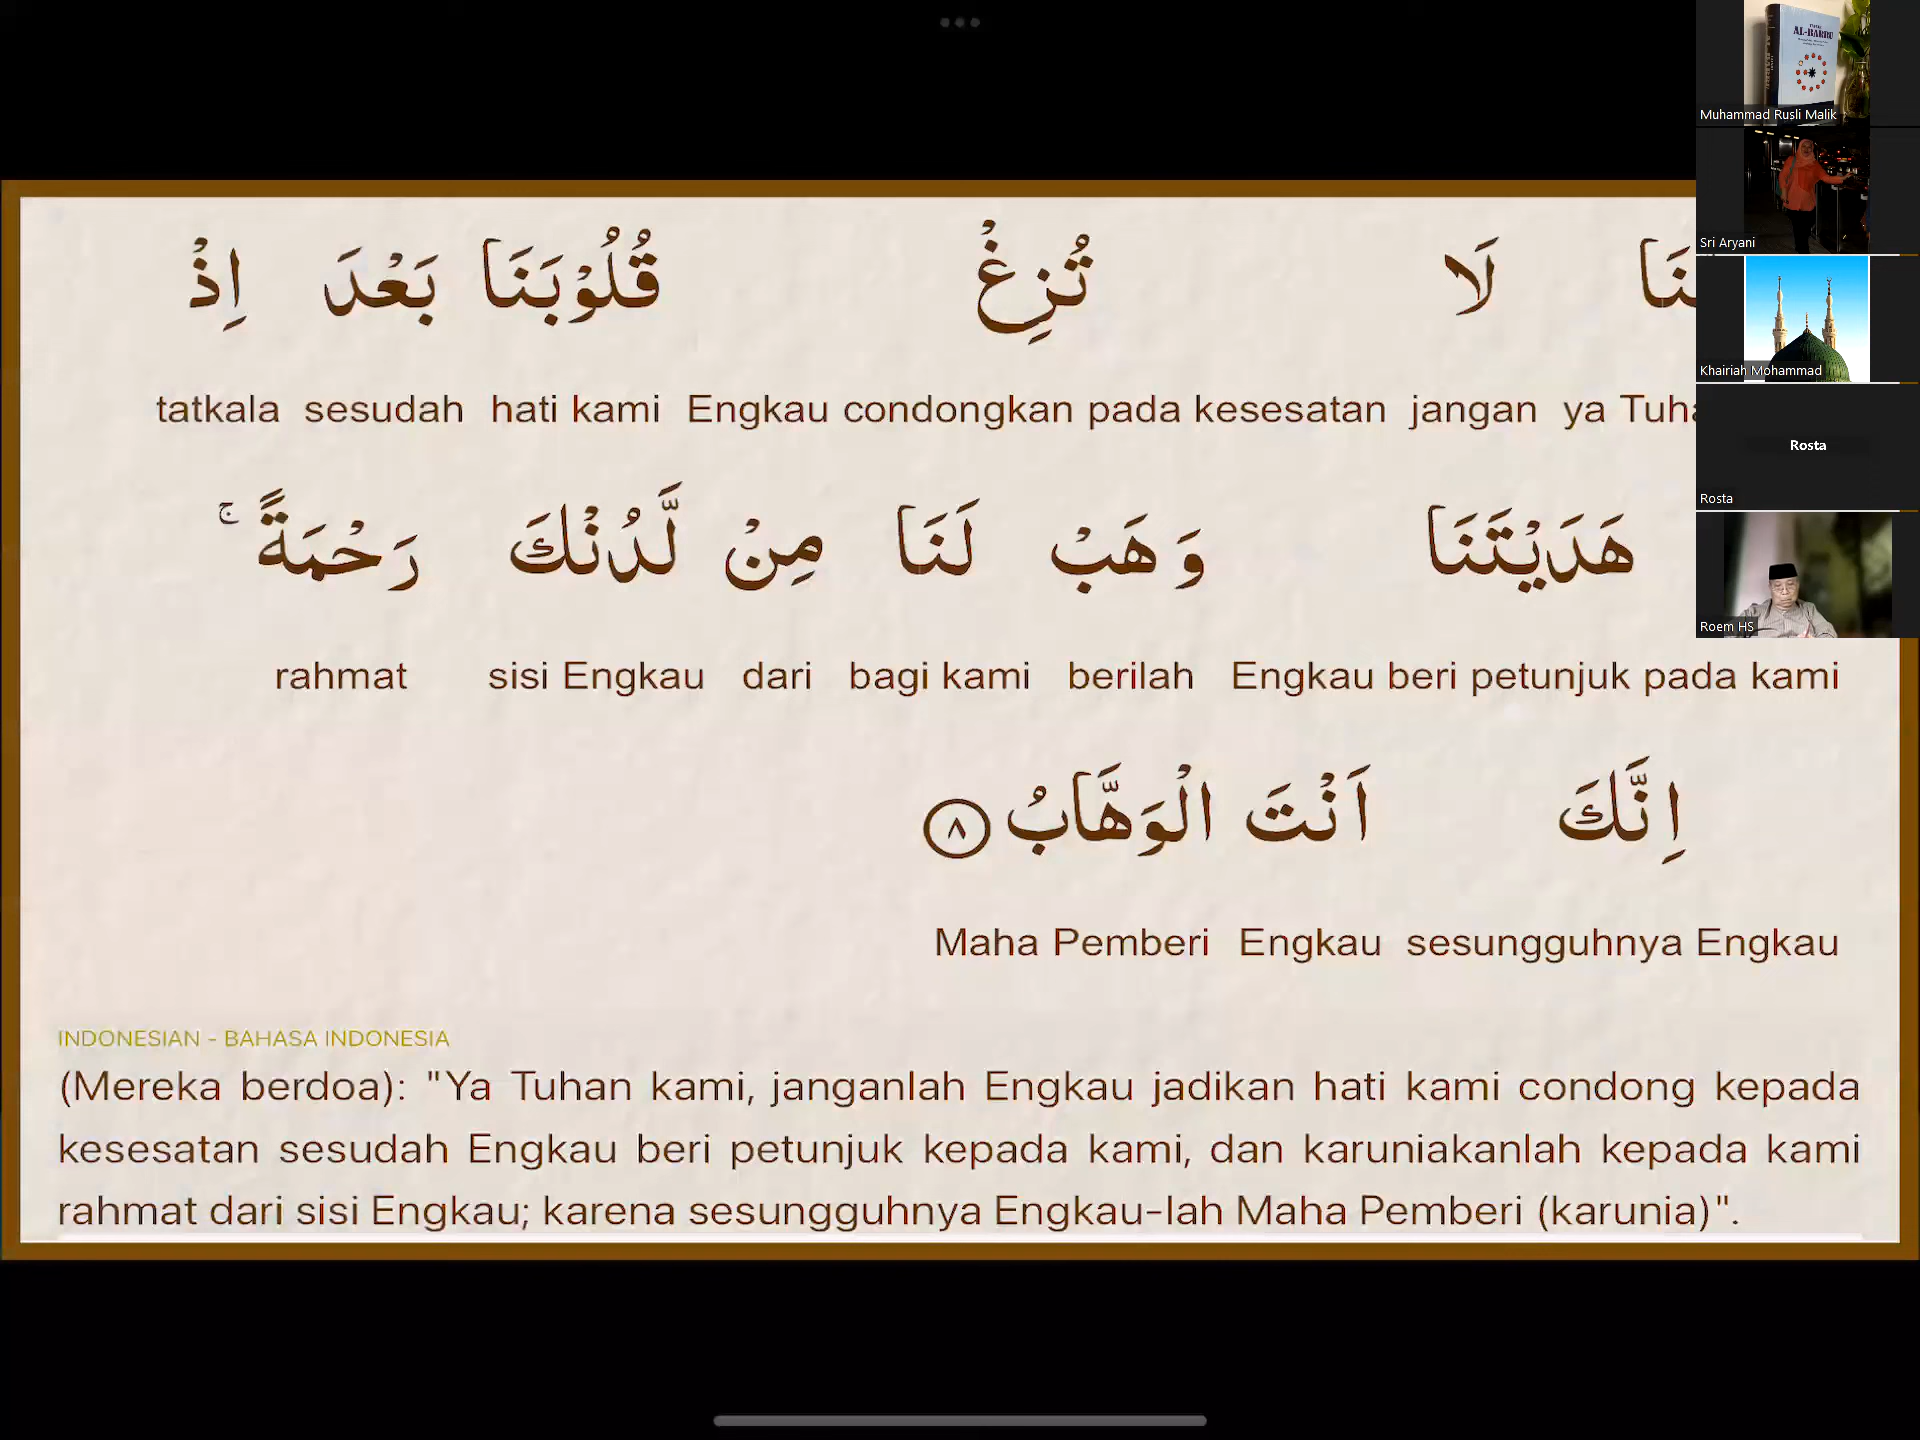 لَا تُزِغْ قُلُوْبَنَا بَعْدَ اِذْ
tatkala sesudah hati kami Engkau condongkan pada kesesatan jangan ya
هَدَيْتَنَا وَهَبْ لَنَا مِنْ لَّدُنْكَ رَحْمَةً ۚ
rahmat sisi Engkau dari bagi kami berilah Engkau beri petunjuk pada kami
اِنَّكَ اَنْتَ الْوَهَّابُ ٨
Maha Pemberi Engkau sesungguhnya Engkau
INDONESIAN - BAHASA INDONESIA
(Mereka berdoa): "Ya Tuhan kami, janganlah Engkau jadikan hati kami condong kepada
kesesatan sesudah Engkau beri petunjuk kepada kami, dan karuniakanlah kepada kami
rahmat dari sisi Engkau; karena sesungguhnya Engkau-lah Maha Pemberi (karunia)".
AL-BARRU
Muhammad Rusli Malik
Sri Aryani
Khairiah Mohammad
Rosta
Rosta
Roem HS